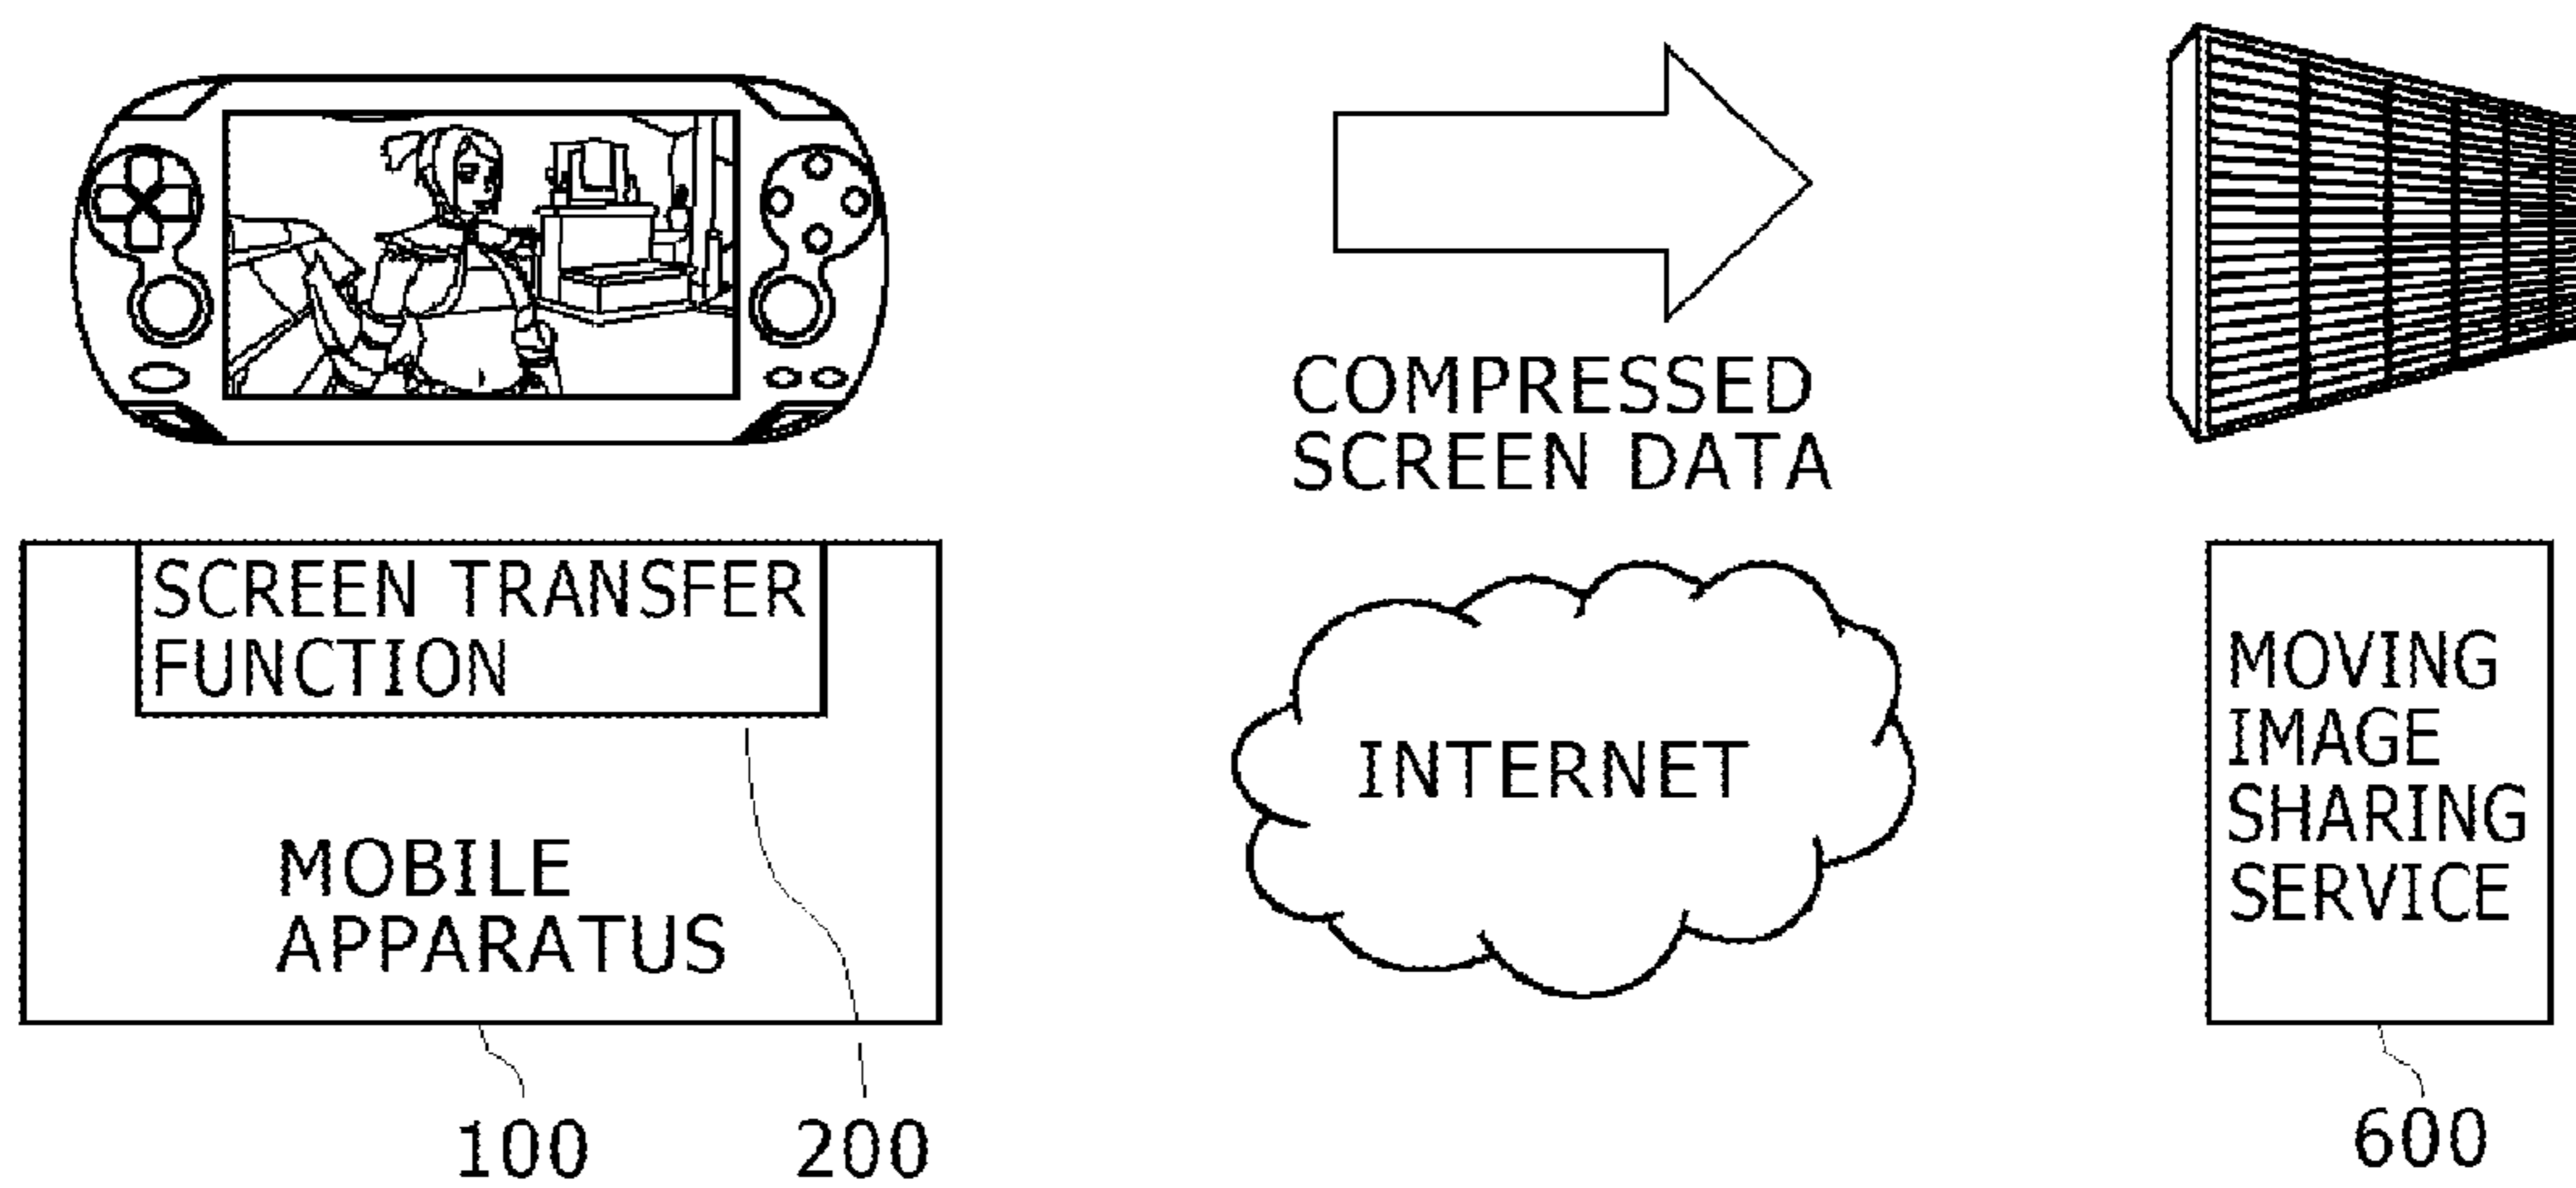 COMPRESSED
SCREEN DATA
SCREEN TRANSFER
FUNCTION
MOBILE
APPARATUS
INTERNET
MOVING
IMAGE
SHARING
SERVICE
100
200
600